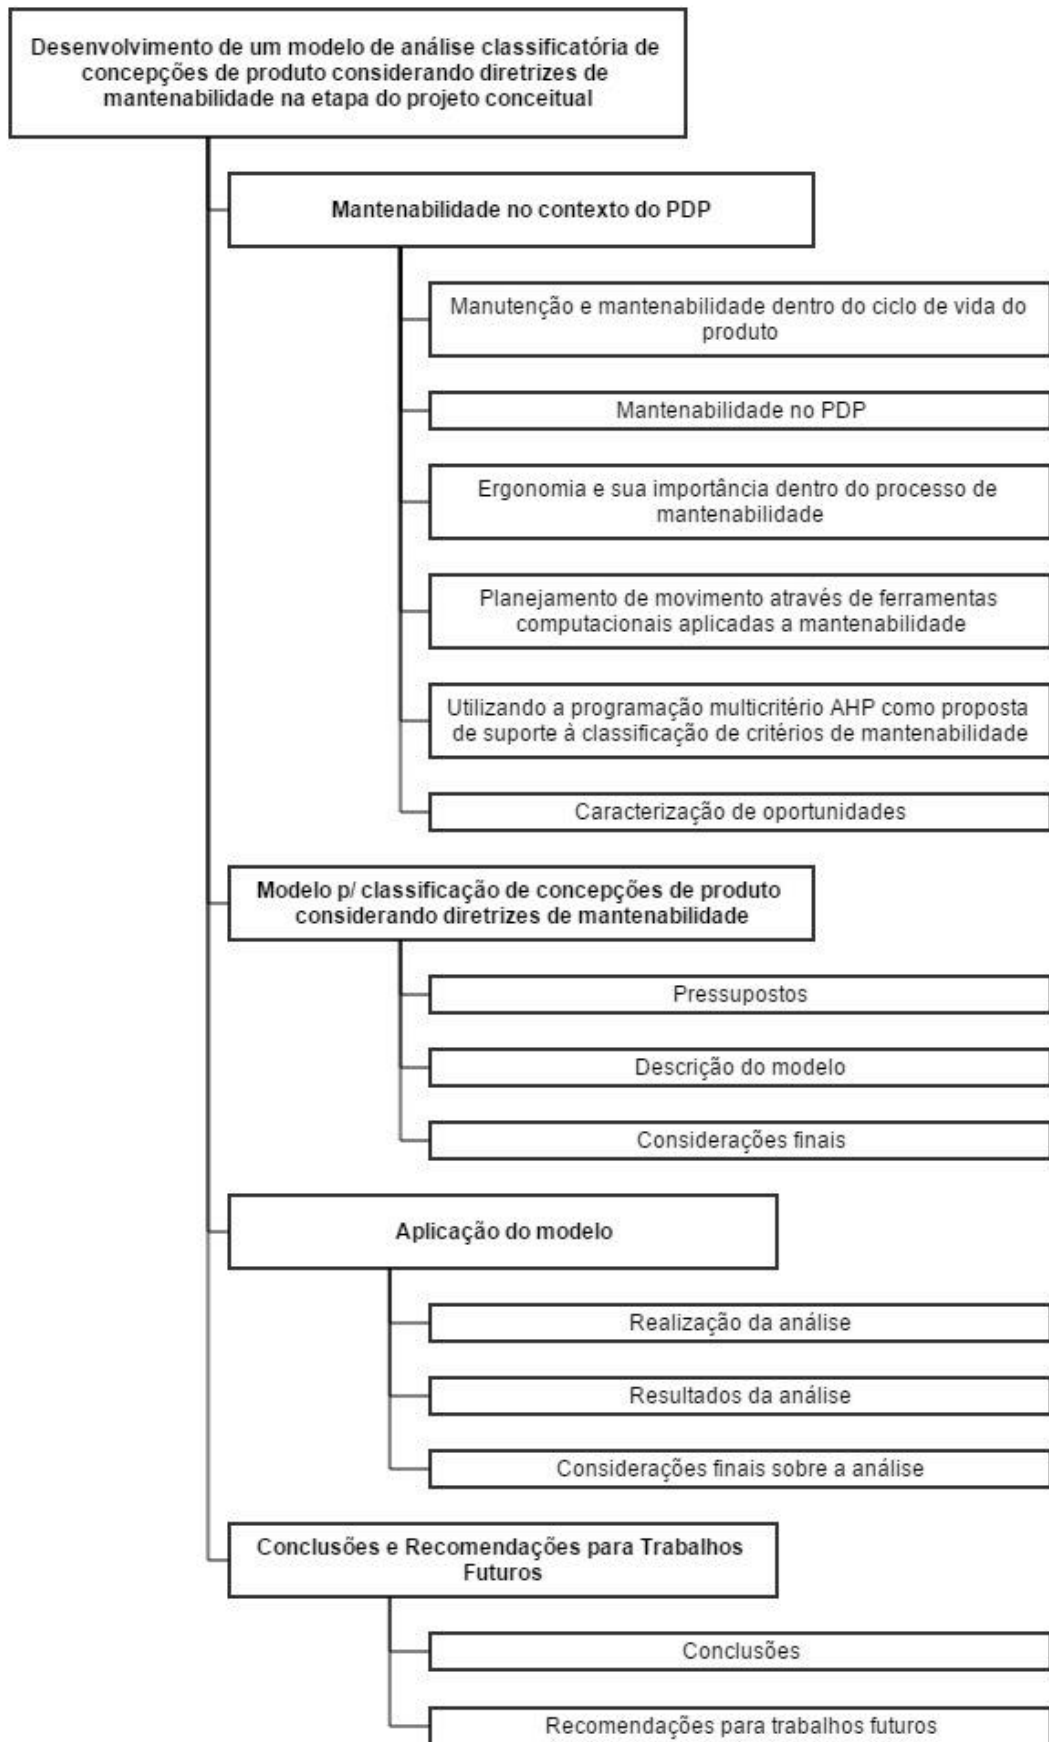 Desenvolvimento de um modelo de análise classificatória de
concepções de produto considerando diretrizes de
mantenabilidade na etapa do projeto conceitual
Mantenabilidade no contexto do PDP
Manutenção e mantenabilidade dentro do ciclo de vida do
produto
Mantenabilidade no PDP
Ergonomia e sua importância dentro do processo de
mantenabilidade
Planejamento de movimento através de ferramentas
computacionais aplicadas a mantenabilidade
Utilizando a programação multicritério AHP como proposta
de suporte à classificação de critérios de mantenabilidade
Caracterização de oportunidades
Modelo p/ classificação de concepções de produto
considerando diretrizes de mantenabilidade
Pressupostos
Descrição do modelo
Considerações finais
Aplicação do modelo
Realização da análise
Resultados da análise
Considerações finais sobre a análise
Conclusões e Recomendações para Trabalhos
Futuros
Conclusões
Recomendações para trabalhos futuros